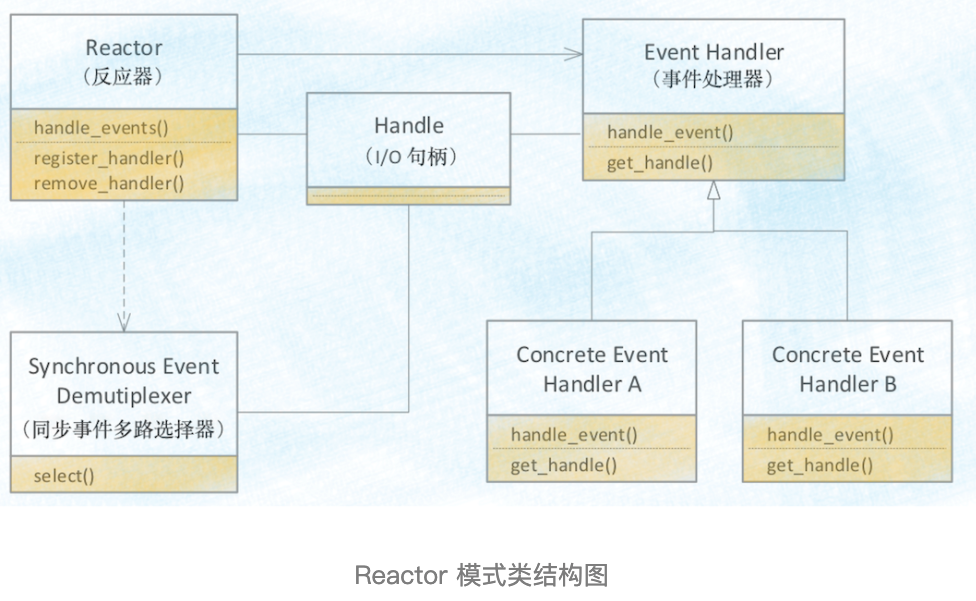 Reactor
（反应器）
handle_events()
register_handler()
remove_handler()
Handle
（I/O 句柄）
Event Handler
（事件处理器）
handle_event()
get_handle()
Synchronous Event
Demutiplexer
（同步事件多路选择器）
select()
Concrete Event
Handler A
handle_event()
get_handle()
Concrete Event
Handler B
handle_event()
get_handle()
Reactor 模式类结构图